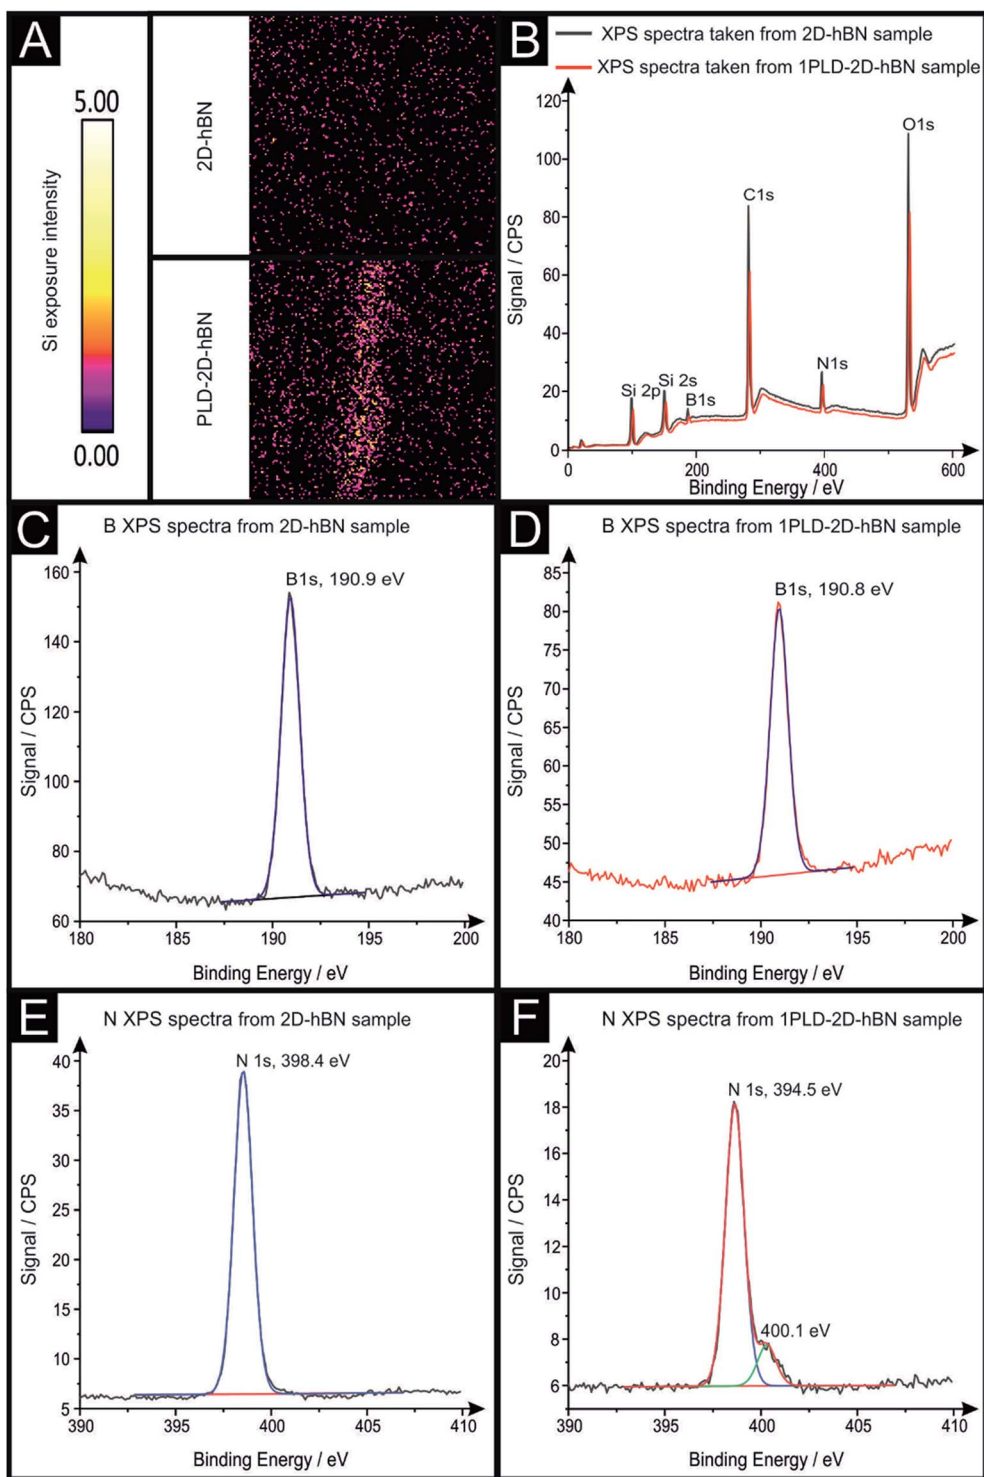 A
5.00
Si exposure intensity
0.00
2D-hBN
PLD-2D-hBN
B
XPS spectra taken from 2D-hBN sample
XPS spectra taken from 1PLD-2D-hBN sample
Signal / CPS
120
100
80
60
40
20
0
Si 2p
Si 2s
B1s
C1s
N1s
O1s
0 200 400 600
Binding Energy / eV
C
B XPS spectra from 2D-hBN sample
B1s, 190.9 eV
Signal / CPS
160
140
120
100
80
60
180 185 190 195 200
Binding Energy / eV
D
B XPS spectra from 1PLD-2D-hBN sample
B1s, 190.8 eV
Signal / CPS
85
80
75
70
65
60
55
50
45
40
180 185 190 195 200
Binding Energy / eV
E
N XPS spectra from 2D-hBN sample
N 1s, 398.4 eV
Signal / CPS
40
35
30
25
20
15
10
5
390 395 400 405 410
Binding Energy / eV
F
N XPS spectra from 1PLD-2D-hBN sample
N 1s, 394.5 eV
400.1 eV
Signal / CPS
20
18
16
14
12
10
8
6
5
390 395 400 405 410
Binding Energy / eV